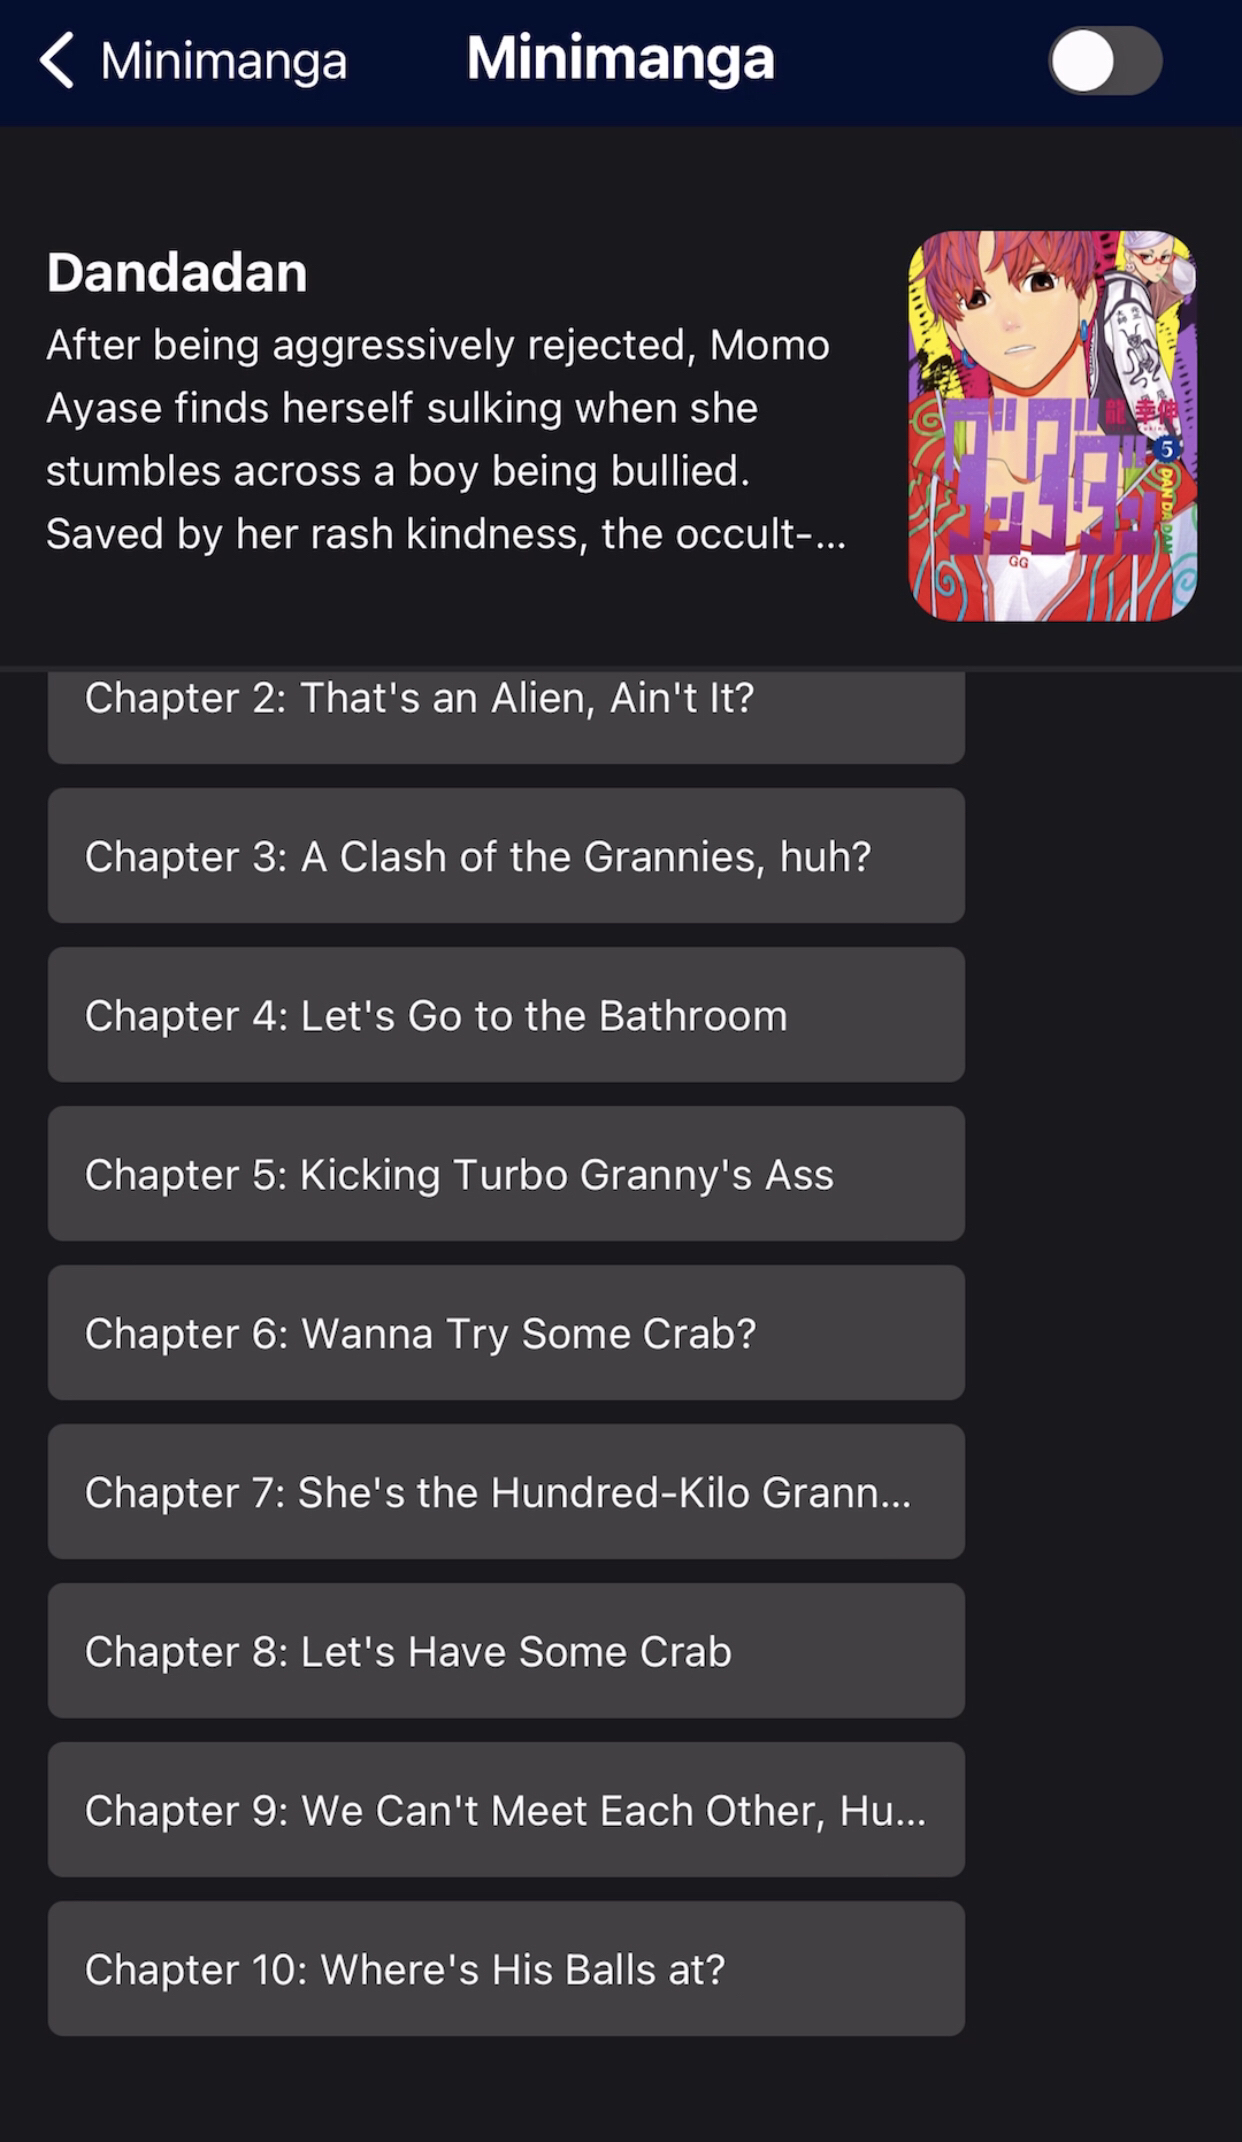 Minimanga
Minimanga
Dandadan
After being aggressively rejected, Momo
Ayase finds herself sulking when she
stumbles across a boy being bullied.
Saved by her rash kindness, the occult-...
龍 幸伸
5
DANDADAN
ダンダダン
GG
Chapter 2: That's an Alien, Ain't It?
Chapter 3: A Clash of the Grannies, huh?
Chapter 4: Let's Go to the Bathroom
Chapter 5: Kicking Turbo Granny's Ass
Chapter 6: Wanna Try Some Crab?
Chapter 7: She's the Hundred-Kilo Grann...
Chapter 8: Let's Have Some Crab
Chapter 9: We Can't Meet Each Other, Hu...
Chapter 10: Where's His Balls at?